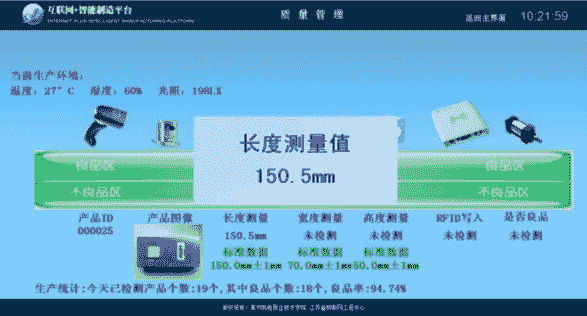 互联网+智能制造平台
INTERNET PLUS INTELLIGENT MANUFACTURING PLATFORM
质量管理
返回主界面
10:21:59
当前生产环境:
温度: 27°C 湿度: 60% 光照: 198LX
长度测量值
150.5mm
良品区 良品区
不良品区 不良品区
产品ID 产品图像 长度测量 宽度测量 高度测量 RFID写入 是否良品
000025 150.5mm 未检测 未检测 未检测 未检测
标准数据 标准数据 标准数据
150.0mm±1mm 70.0mm±1mm 50.0mm±1mm
生产统计:今天已检测产品个数:19个,其中良品个数:18个,良品率:94.74%